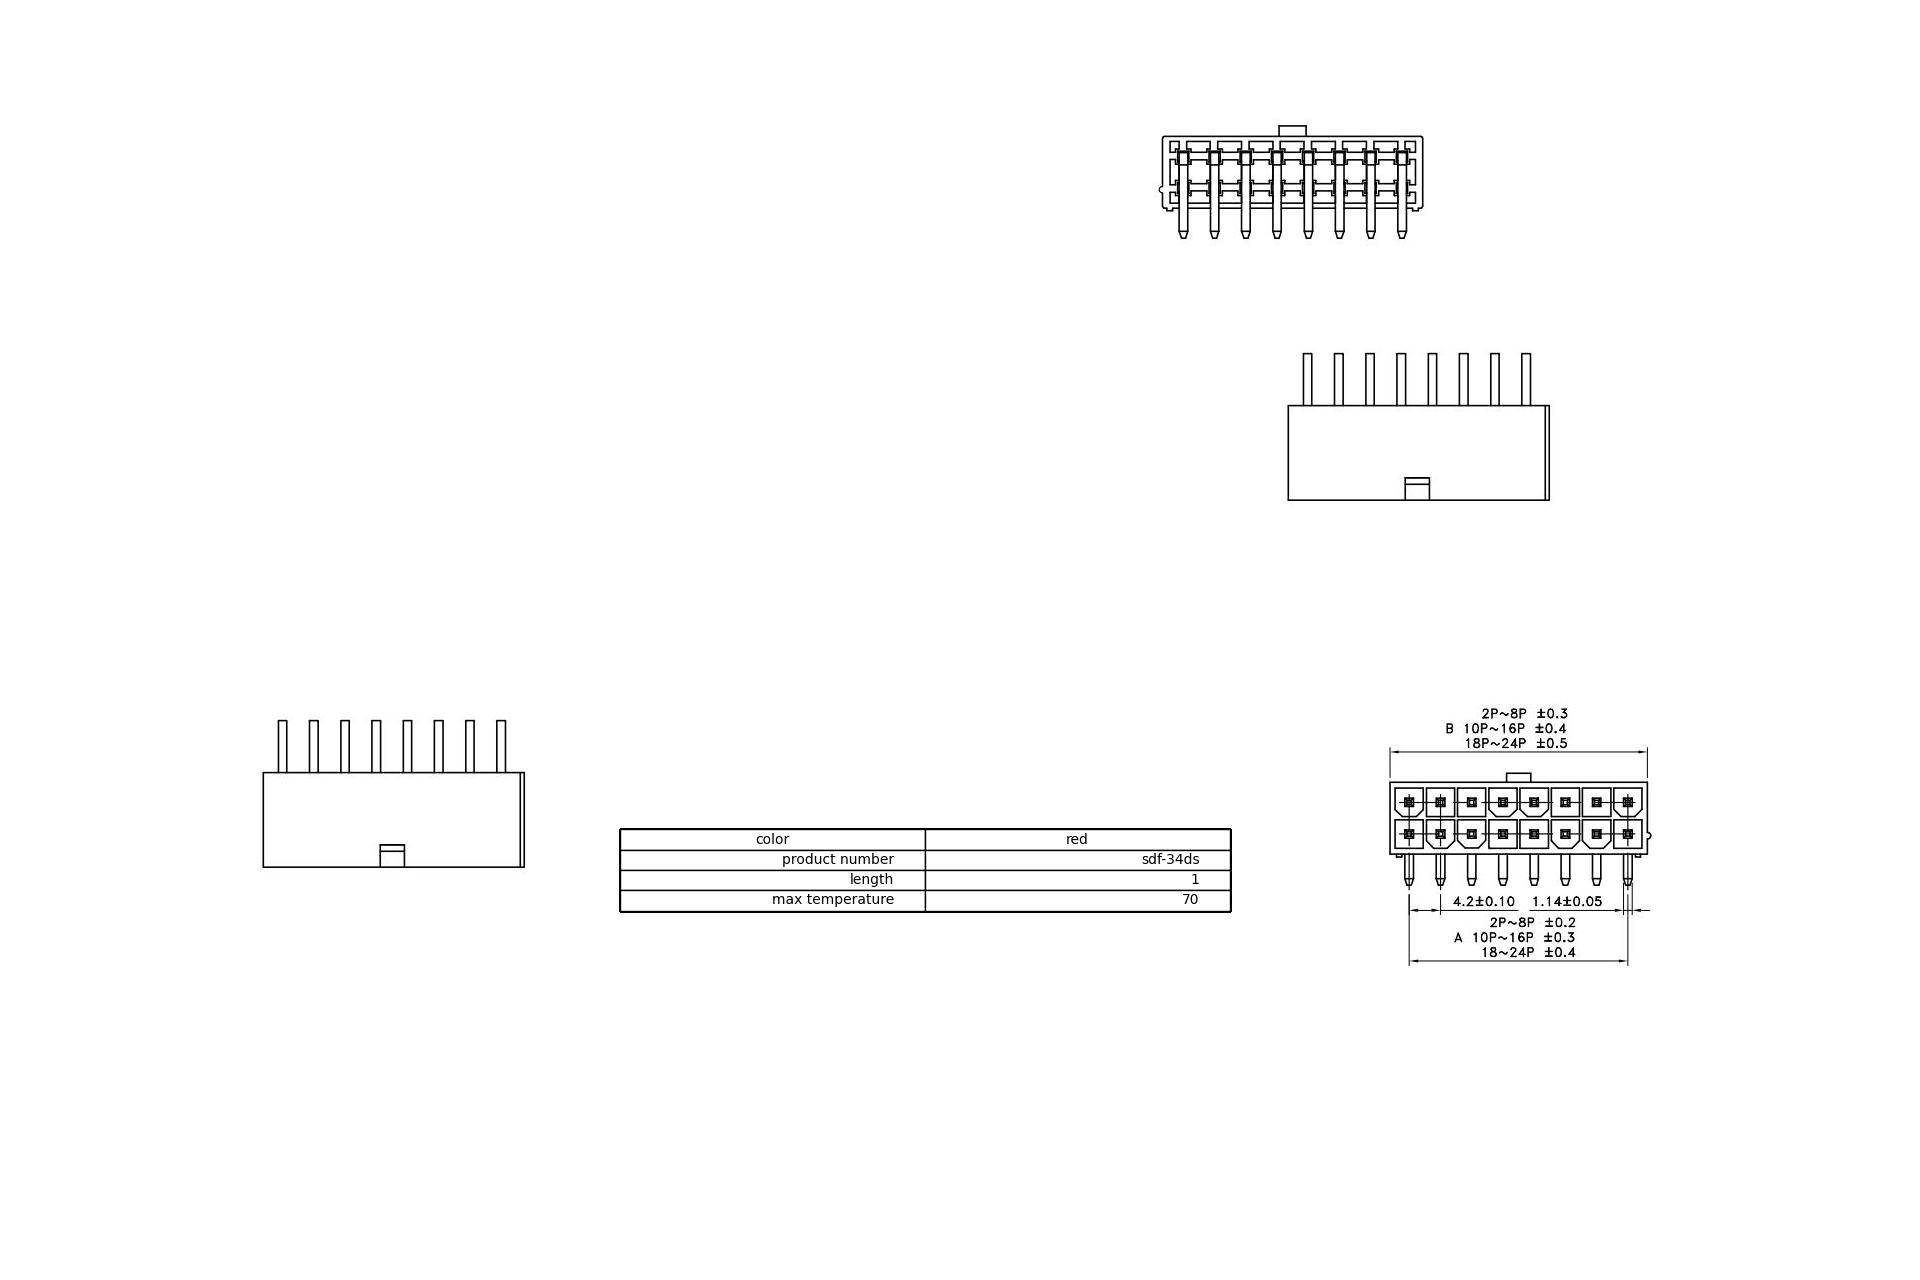 2P~8P ±0.3
B 10P~16P ±0.4
18P~24P ±0.5
color red
product number sdf-34ds
length 1
max temperature 70
4.2±0.10 1.14±0.05
2P~8P ±0.2
A 10P~16P ±0.3
18~24P ±0.4